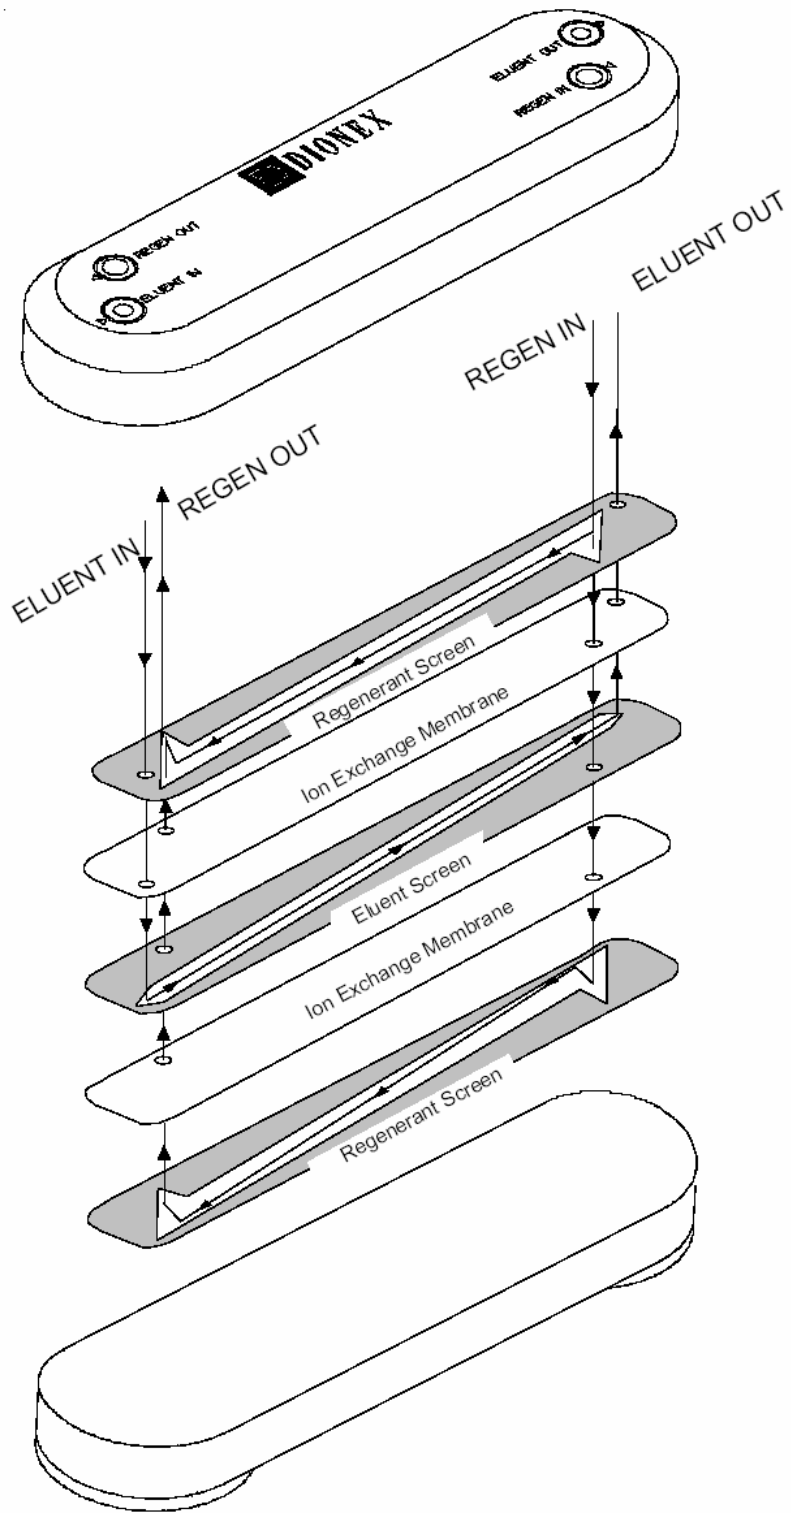 ELUENT OUT
REGEN IN
DIONEX
REGEN OUT
ELUENT IN
ELUENT OUT
REGEN IN
REGEN OUT
ELUENT IN
Regenerant Screen
Ion Exchange Membrane
Eluent Screen
Ion Exchange Membrane
Regenerant Screen